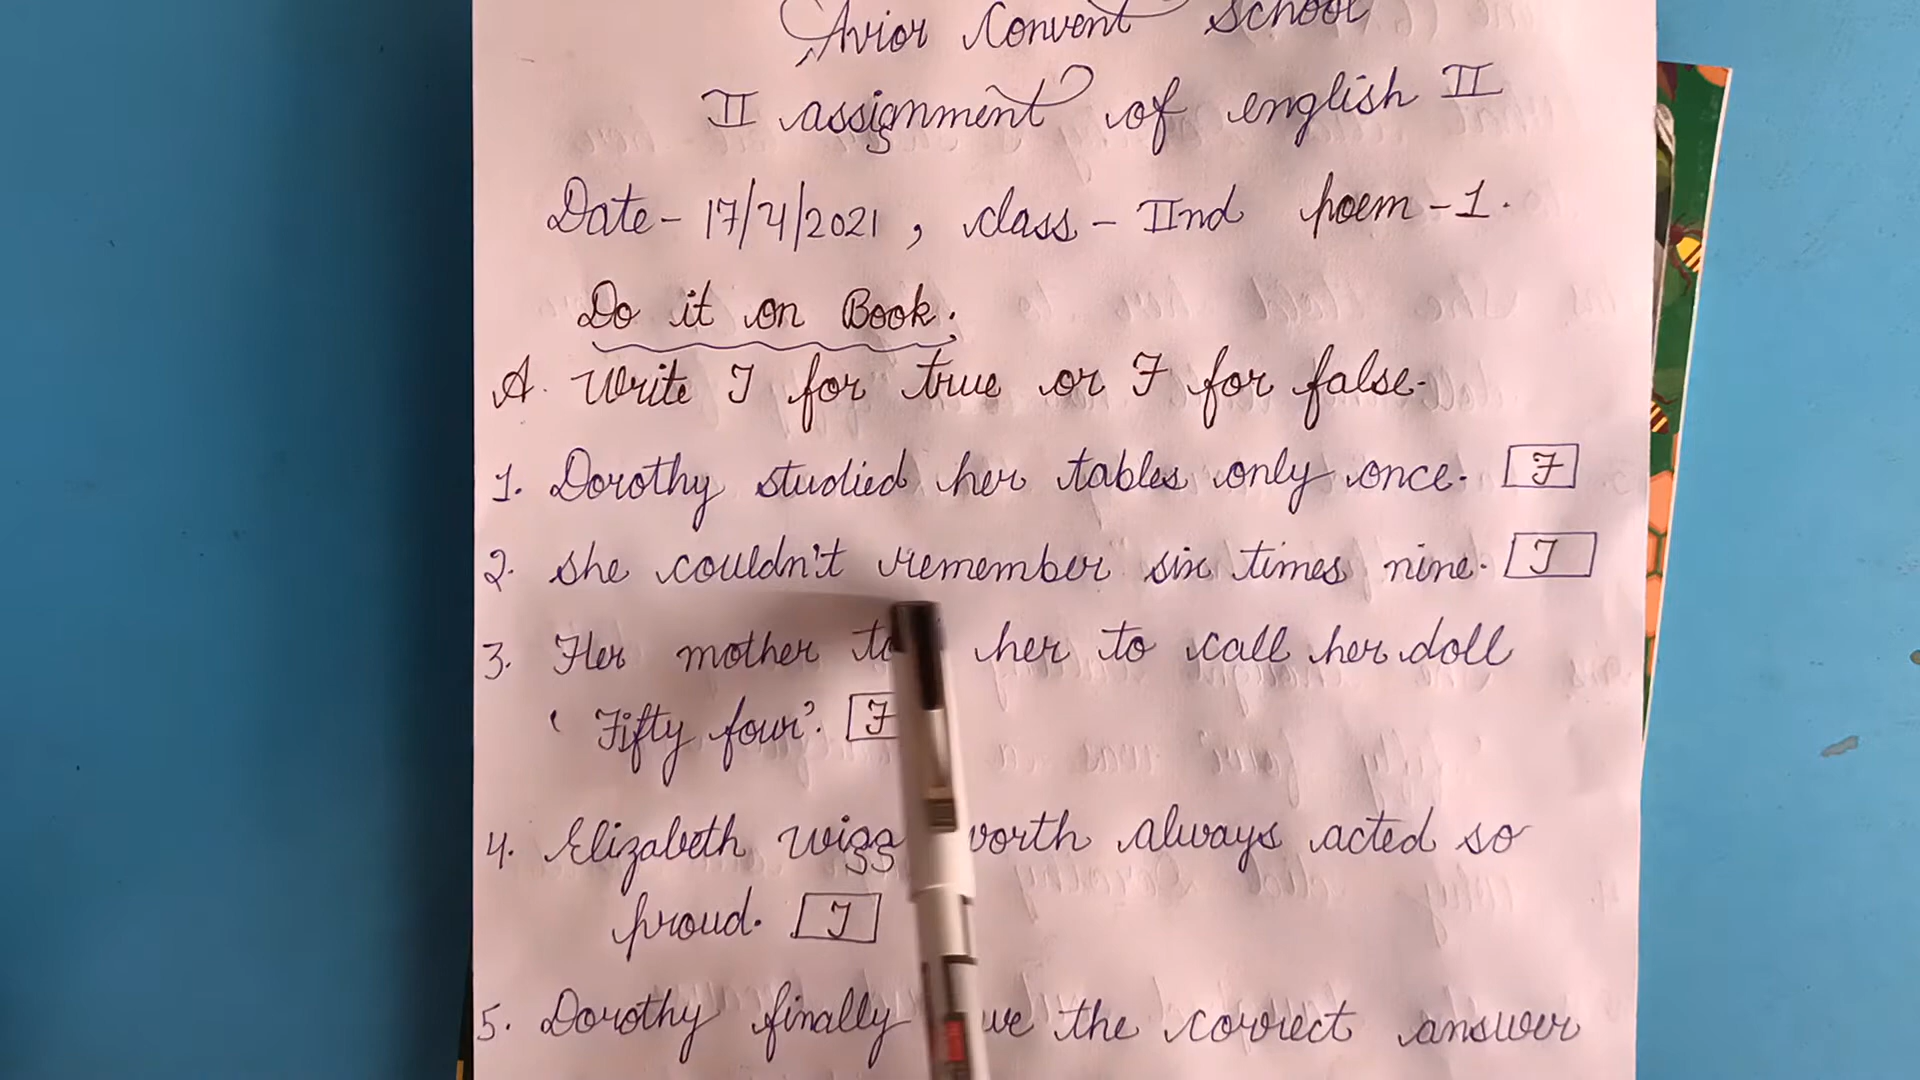 Avior Convent School
II assignment of english II
Date- 17/4/2021, class - IInd poem - 1.
Do it on Book.
A. Write T for true or F for false.
1. Dorothy studied her tables only once. F
2. she couldn't remember six times nine. T
3. Her mother her to call her doll
' Fifty four'. F
4. Elizabeth always acted so
proud. T
5. Dorothy finally the correct answer